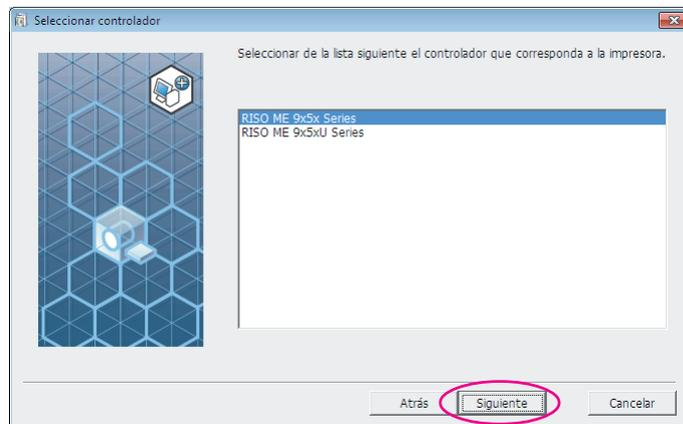 Seleccionar controlador
Seleccionar de la lista siguiente el controlador que corresponda a la impresora.
RISO ME 9x5x Series
RISO ME 9x5xU Series
Atrás Siguiente Cancelar